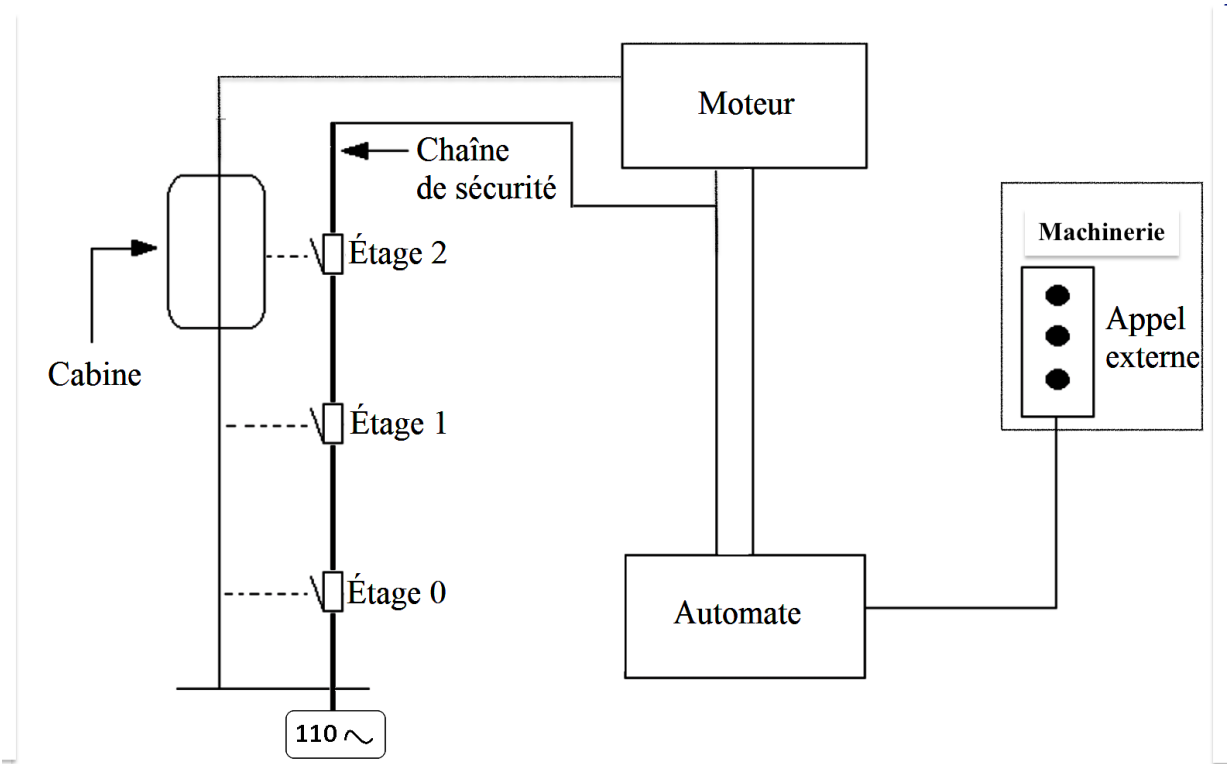 Moteur
Chaîne
de sécurité
Machinerie
Étage 2
Appel
externe
Cabine
Étage 1
Étage 0
Automate
110 ~